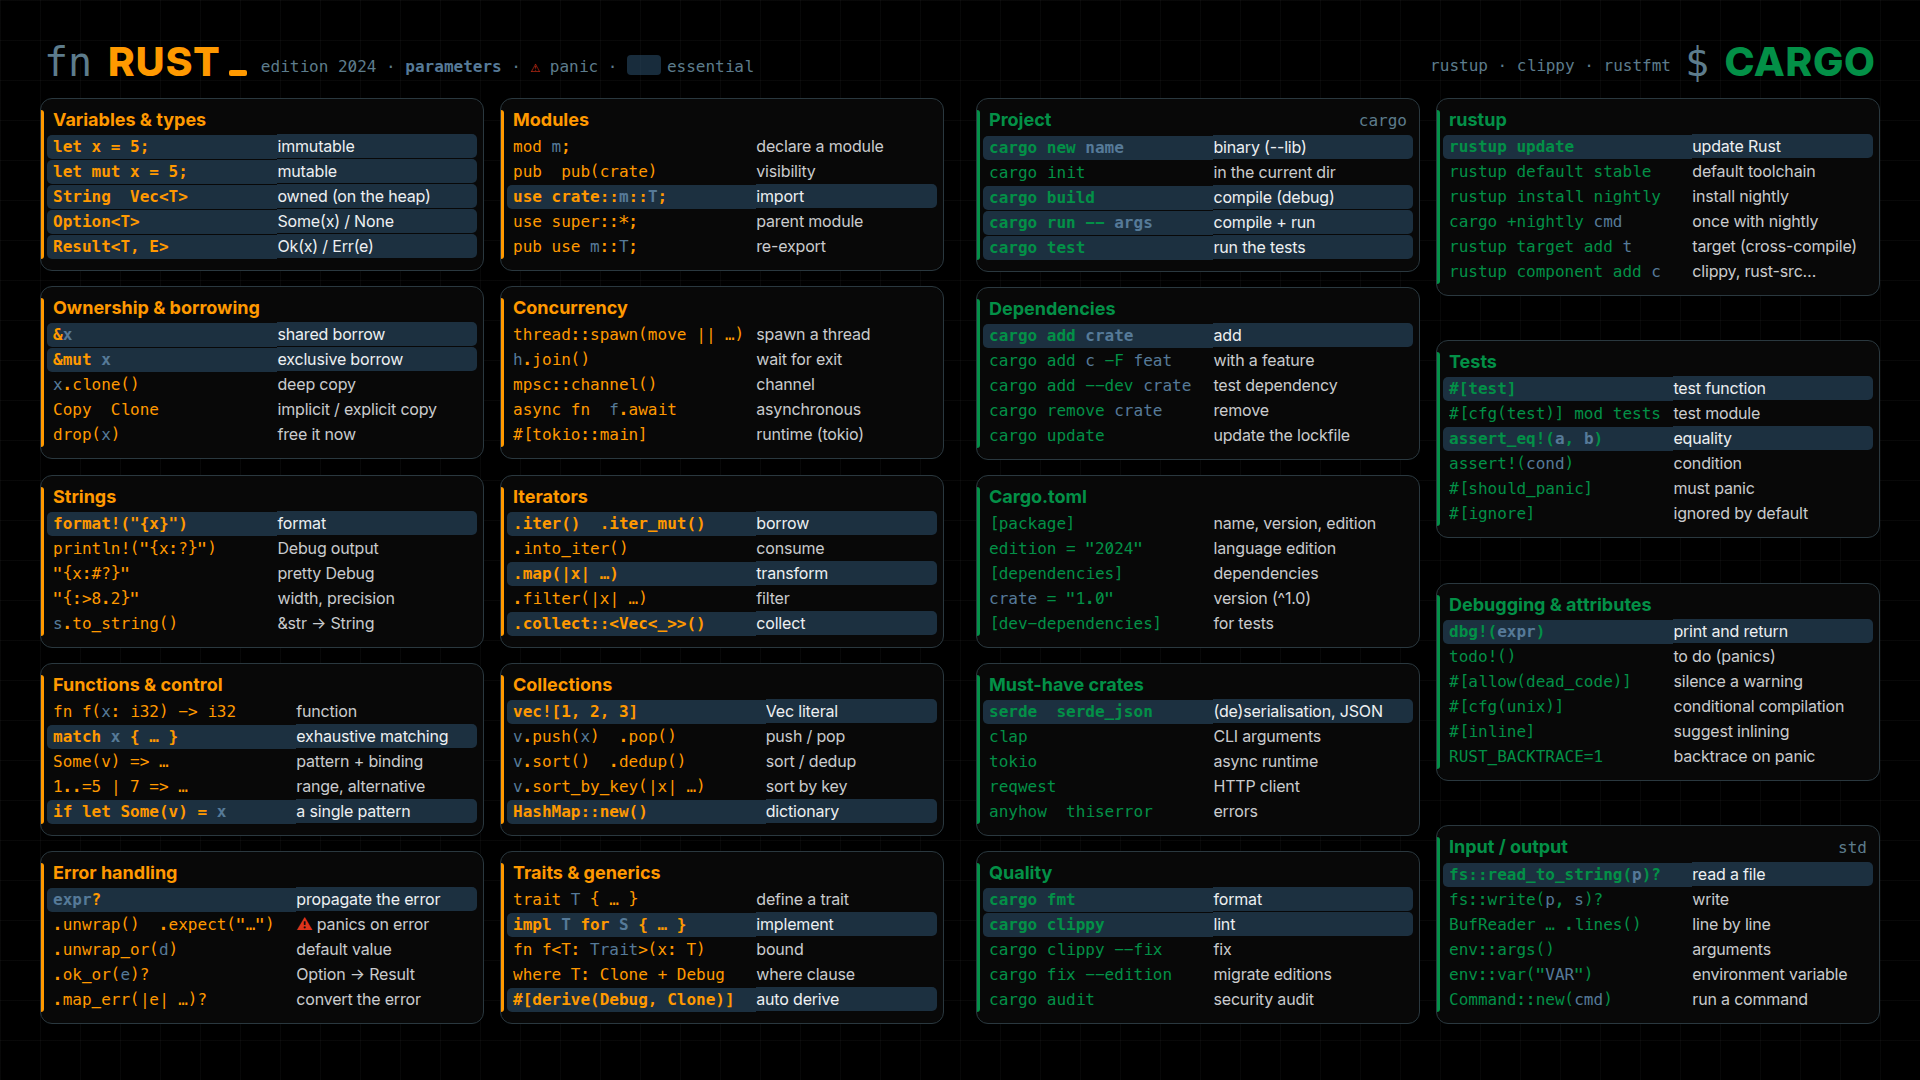 fn RUST_ edition 2024 · parameters · ⚠ panic · essential
rustup · clippy · rustfmt $ CARGO
Variables & types
let x = 5; immutable
let mut x = 5; mutable
String Vec<T> owned (on the heap)
Option<T> Some(x) / None
Result<T, E> Ok(x) / Err(e)
Ownership & borrowing
&x shared borrow
&mut x exclusive borrow
x.clone() deep copy
Copy Clone implicit / explicit copy
drop(x) free it now
Strings
format!("{x}") format
println!("{x:?}") Debug output
"{x:#?}" pretty Debug
"{:>8.2}" width, precision
s.to_string() &str → String
Functions & control
fn f(x: i32) -> i32 function
match x { … } exhaustive matching
Some(v) => … pattern + binding
1..=5 | 7 => … range, alternative
if let Some(v) = x a single pattern
Error handling
expr? propagate the error
.unwrap() .expect("…") ⚠ panics on error
.unwrap_or(d) default value
.ok_or(e)? Option → Result
.map_err(|e| …)? convert the error
Modules
mod m; declare a module
pub pub(crate) visibility
use crate::m::T; import
use super::*; parent module
pub use m::T; re-export
Concurrency
thread::spawn(move || …) spawn a thread
h.join() wait for exit
mpsc::channel() channel
async fn f.await asynchronous
#[tokio::main] runtime (tokio)
Iterators
.iter() .iter_mut() borrow
.into_iter() consume
.map(|x| …) transform
.filter(|x| …) filter
.collect::<Vec<_>>() collect
Collections
vec![1, 2, 3] Vec literal
v.push(x) .pop() push / pop
v.sort() .dedup() sort / dedup
v.sort_by_key(|x| …) sort by key
HashMap::new() dictionary
Traits & generics
trait T { … } define a trait
impl T for S { … } implement
fn f<T: Trait>(x: T) bound
where T: Clone + Debug where clause
#[derive(Debug, Clone)] auto derive
Project cargo
cargo new name binary (--lib)
cargo init in the current dir
cargo build compile (debug)
cargo run -- args compile + run
cargo test run the tests
Dependencies
cargo add crate add
cargo add c -F feat with a feature
cargo add --dev crate test dependency
cargo remove crate remove
cargo update update the lockfile
Cargo.toml
[package] name, version, edition
edition = "2024" language edition
[dependencies] dependencies
crate = "1.0" version (^1.0)
[dev-dependencies] for tests
Must-have crates
serde serde_json (de)serialisation, JSON
clap CLI arguments
tokio async runtime
reqwest HTTP client
anyhow thiserror errors
Quality
cargo fmt format
cargo clippy lint
cargo clippy --fix fix
cargo fix --edition migrate editions
cargo audit security audit
rustup
rustup update update Rust
rustup default stable default toolchain
rustup install nightly install nightly
cargo +nightly cmd once with nightly
rustup target add t target (cross-compile)
rustup component add c clippy, rust-src…
Tests
#[test] test function
#[cfg(test)] mod tests test module
assert_eq!(a, b) equality
assert!(cond) condition
#[should_panic] must panic
#[ignore] ignored by default
Debugging & attributes
dbg!(expr) print and return
todo!() to do (panics)
#[allow(dead_code)] silence a warning
#[cfg(unix)] conditional compilation
#[inline] suggest inlining
RUST_BACKTRACE=1 backtrace on panic
Input / output std
fs::read_to_string(p)? read a file
fs::write(p, s)? write
BufReader … .lines() line by line
env::args() arguments
env::var("VAR") environment variable
Command::new(cmd) run a command